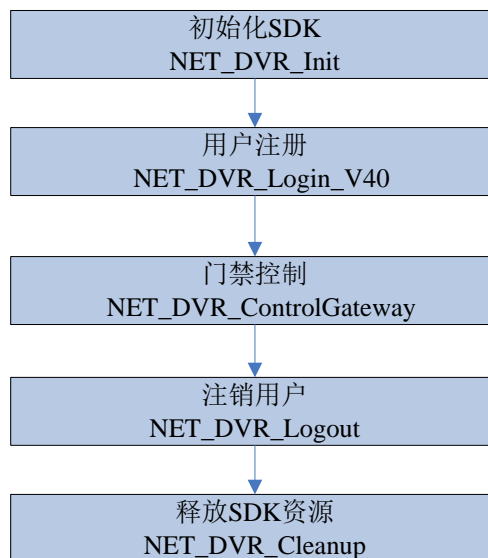 初始化SDK
NET_DVR_Init
用户注册
NET_DVR_Login_V40
门禁控制
NET_DVR_ControlGateway
注销用户
NET_DVR_Logout
释放SDK资源
NET_DVR_Cleanup